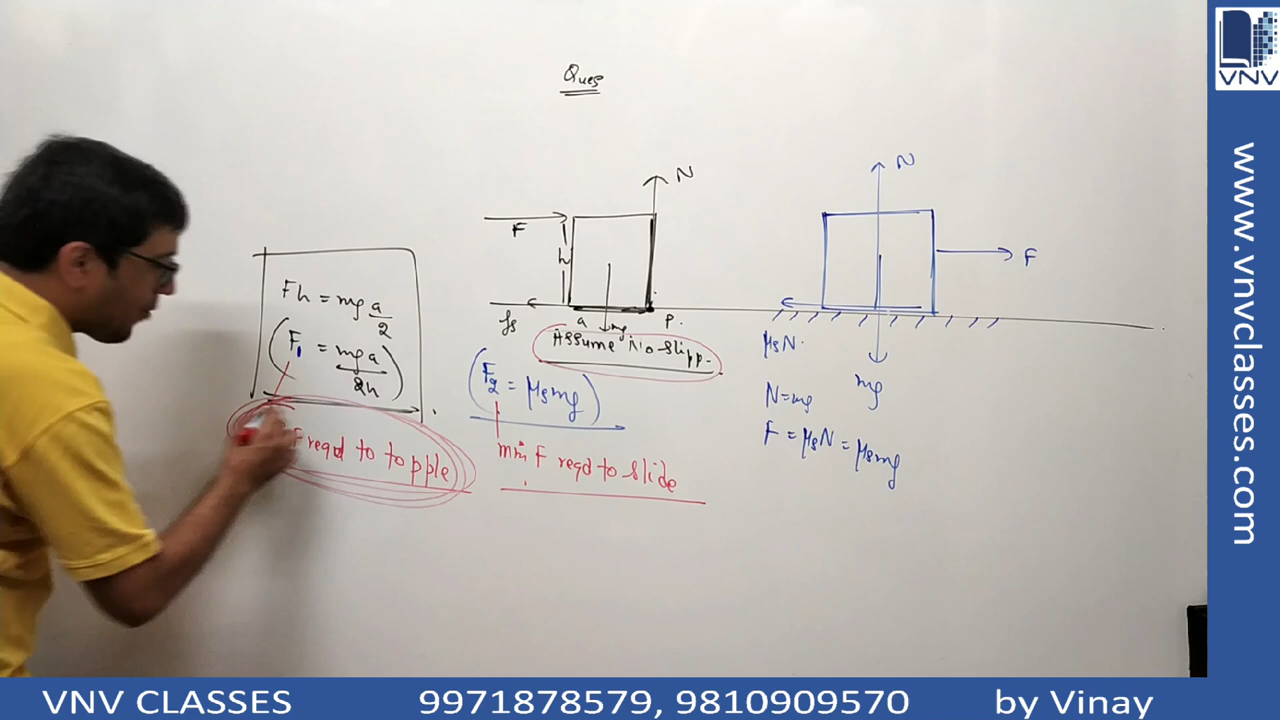 Ques
N
F
h
fs
a
mg
P.
Assume No slipp.
Fh = mg a/2
(F1 = mga/2h)
F reqd to topple
(F2 = μsmg)
min F reqd to slide
N
F
μsN.
mg
N=mg
F = μsN = μsmg
VNV
www.vnvclasses.com
VNV CLASSES 9971878579, 9810909570 by Vinay